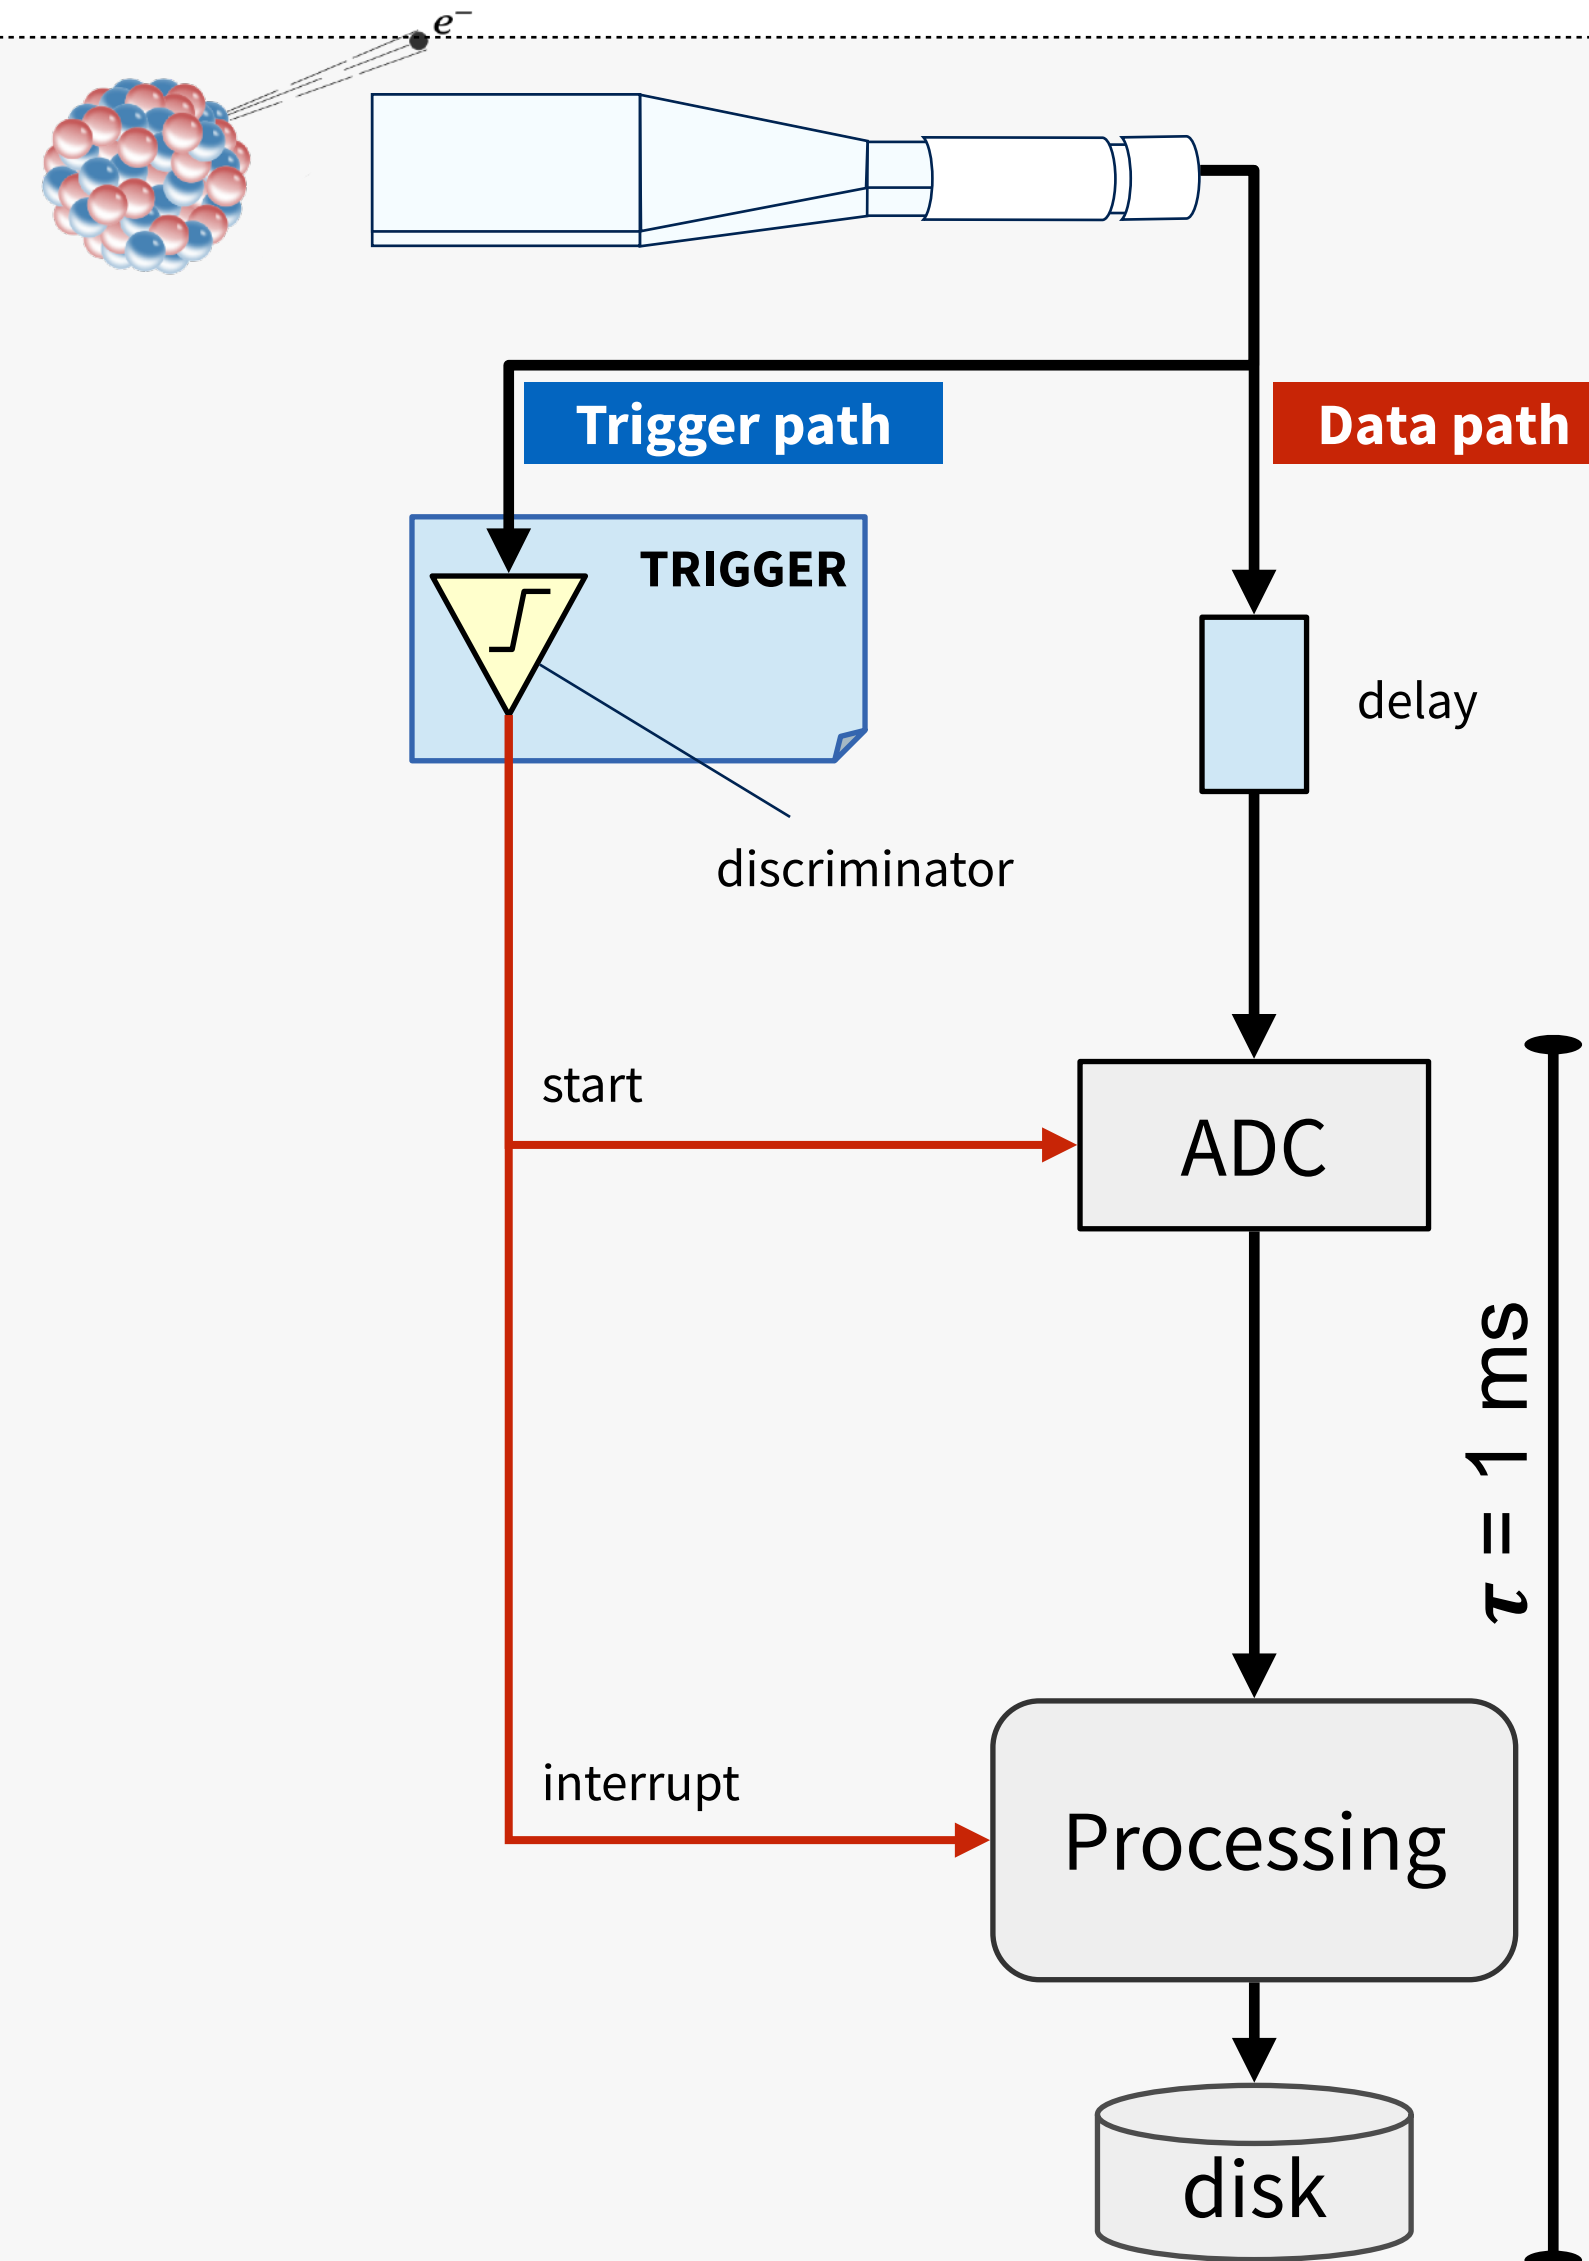 e⁻
Trigger path
Data path
TRIGGER
delay
discriminator
start
ADC
τ = 1 ms
interrupt
Processing
disk